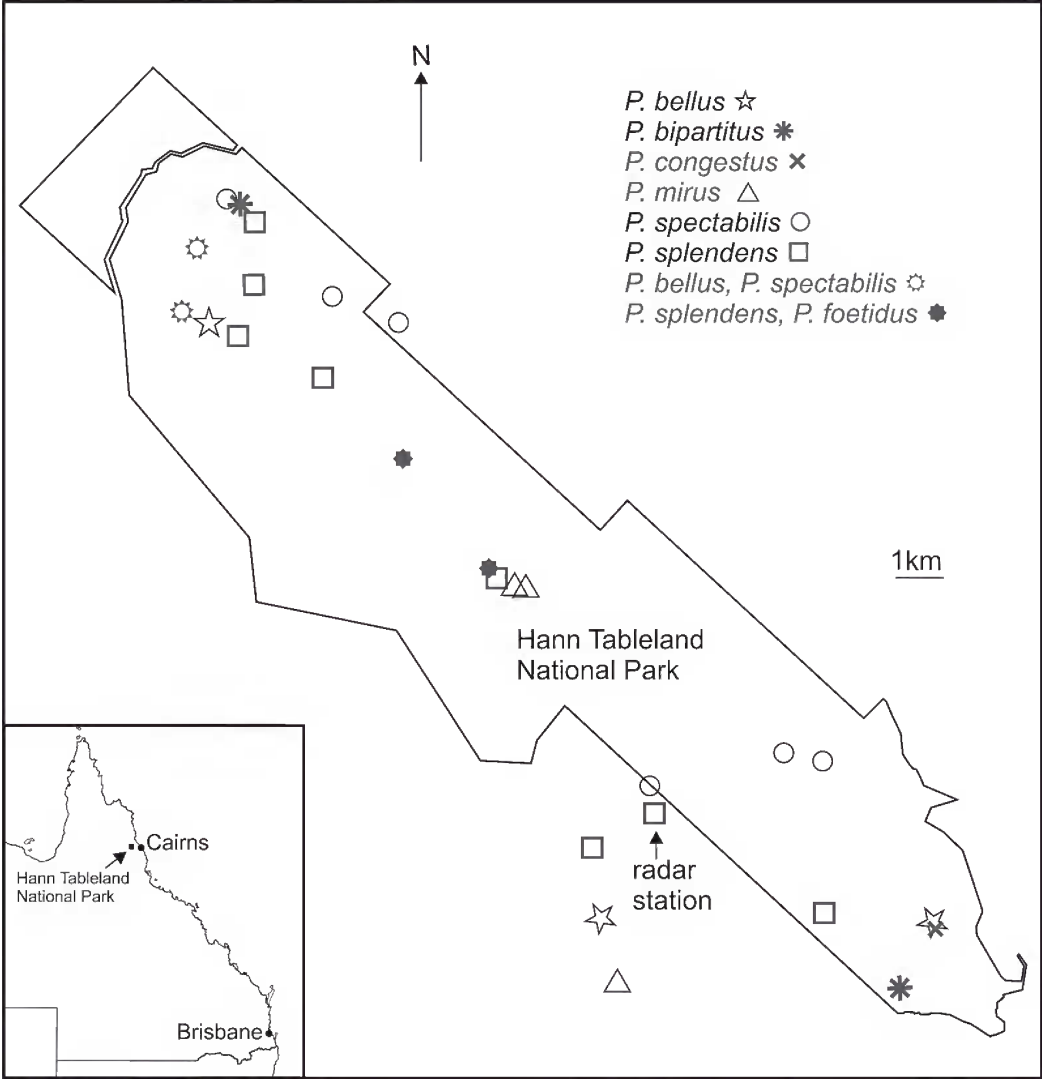 N
P. bellus
P. bipartitus
P. congestus
P. mirus
P. spectabilis
P. splendens
P. bellus, P. spectabilis
P. splendens, P. foetidus
1km
Hann Tableland
National Park
radar
station
Cairns
Hann Tableland
National Park
Brisbane